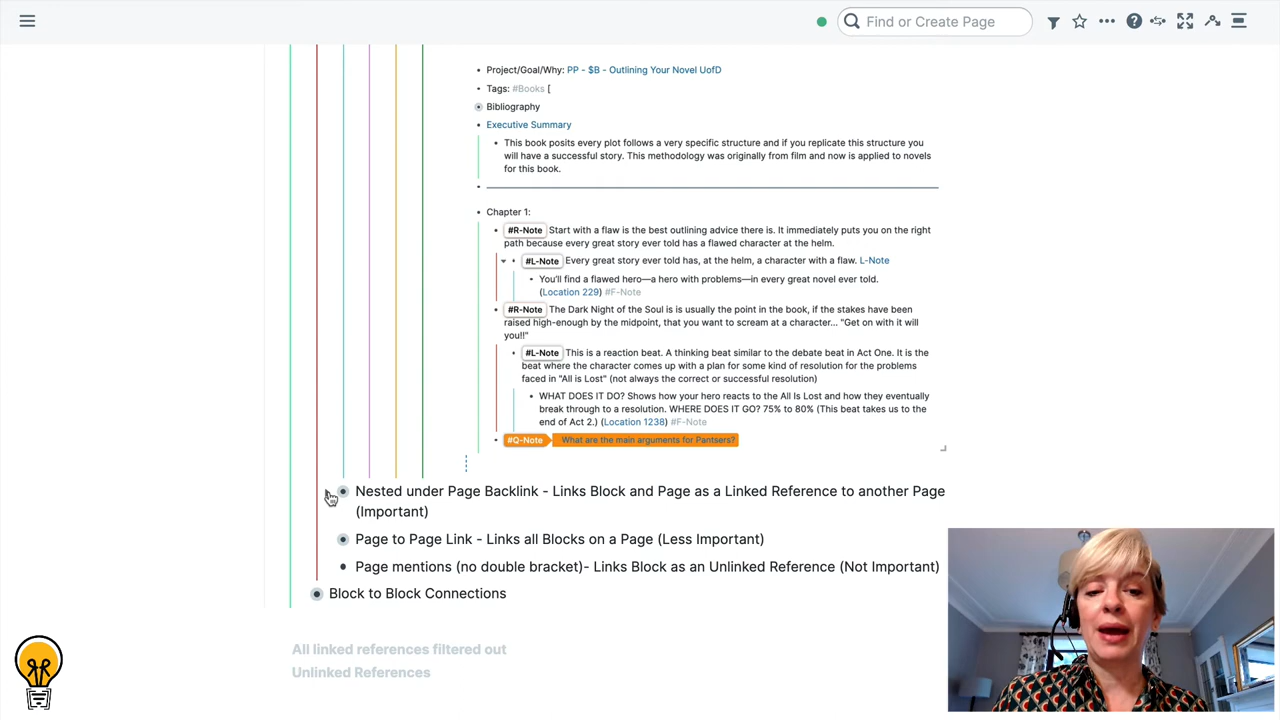 Find or Create Page
Project/Goal/Why: PP - $B - Outlining Your Novel UofD
Tags: #Books [
Bibliography
Executive Summary
This book posits every plot follows a very specific structure and if you replicate this structure you
will have a successful story. This methodology was originally from film and now is applied to novels
for this book.
Chapter 1:
#R-Note Start with a flaw is the best outlining advice there is. It immediately puts you on the right
path because every great story ever told has a flawed character at the helm.
#L-Note Every great story ever told has, at the helm, a character with a flaw. L-Note
You'll find a flawed hero—a hero with problems—in every great novel ever told.
(Location 229) #F-Note
#R-Note The Dark Night of the Soul is is usually the point in the book, if the stakes have been
raised high-enough by the midpoint, that you want to scream at a character... "Get on with it will
you!!"
#L-Note This is a reaction beat. A thinking beat similar to the debate beat in Act One. It is the
beat where the character comes up with a plan for some kind of resolution for the problems
faced in "All is Lost" (not always the correct or successful resolution)
WHAT DOES IT DO? Shows how your hero reacts to the All Is Lost and how they eventually
break through to a resolution. WHERE DOES IT GO? 75% to 80% (This beat takes us to the
end of Act 2.) (Location 1238) #F-Note
#Q-Note What are the main arguments for Pantsers?
Nested under Page Backlink - Links Block and Page as a Linked Reference to another Page
(Important)
Page to Page Link - Links all Blocks on a Page (Less Important)
Page mentions (no double bracket)- Links Block as an Unlinked Reference (Not Important)
Block to Block Connections
All linked references filtered out
Unlinked References